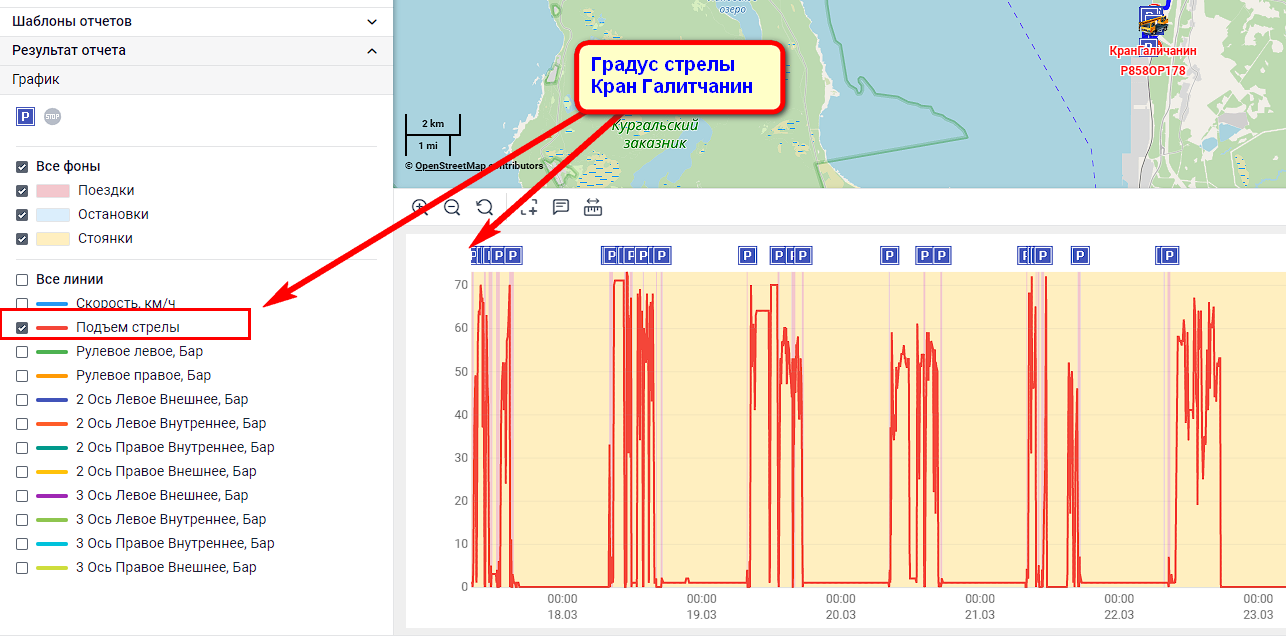 Шаблоны отчетов
Результат отчета
График
P STOP
Все фоны
Поездки
Остановки
Стоянки
Все линии
Скорость, км/ч
Подъем стрелы
Рулевое левое, Бар
Рулевое правое, Бар
2 Ось Левое Внешнее, Бар
2 Ось Левое Внутреннее, Бар
2 Ось Правое Внутреннее, Бар
2 Ось Правое Внешнее, Бар
3 Ось Левое Внешнее, Бар
3 Ось Левое Внутреннее, Бар
3 Ось Правое Внутреннее, Бар
3 Ось Правое Внешнее, Бар
озеро
P
КранГаличанин
Р858ОР178
Градус стрелы
Кран Галитчанин
2 km
1 mi
Кургальский
заказник
© OpenStreetMap contributors
P P P P P P P P P P P P P P P P P P P
70
60
50
40
30
20
10
0
00:00 00:00 00:00 00:00 00:00 00:00
18.03 19.03 20.03 21.03 22.03 23.03